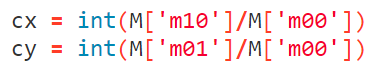 cx = int(M['m10']/M['m00'])
cy = int(M['m01']/M['m00'])